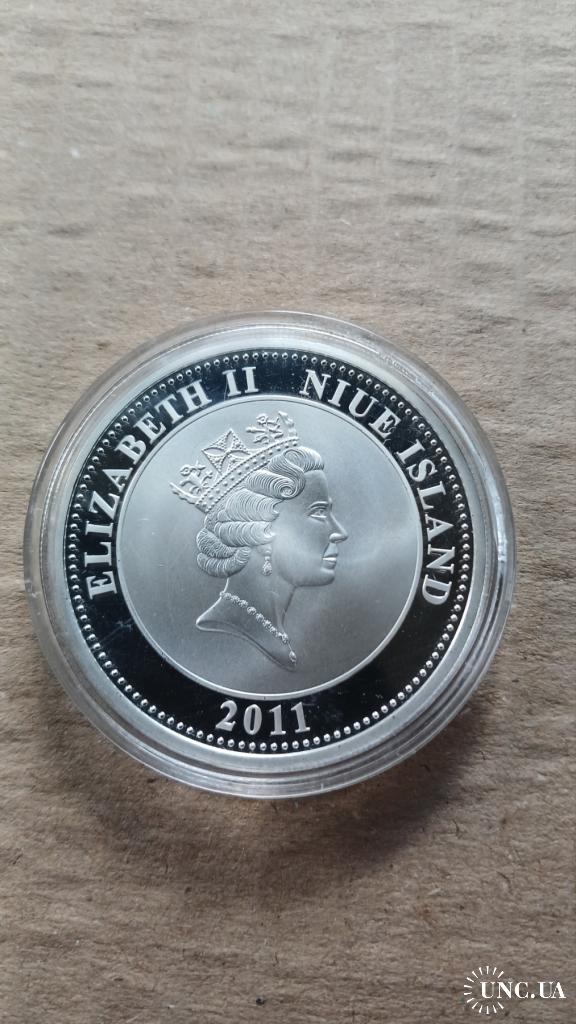 ELIZABETH II NIUE ISLAND
2011
UNC.UA